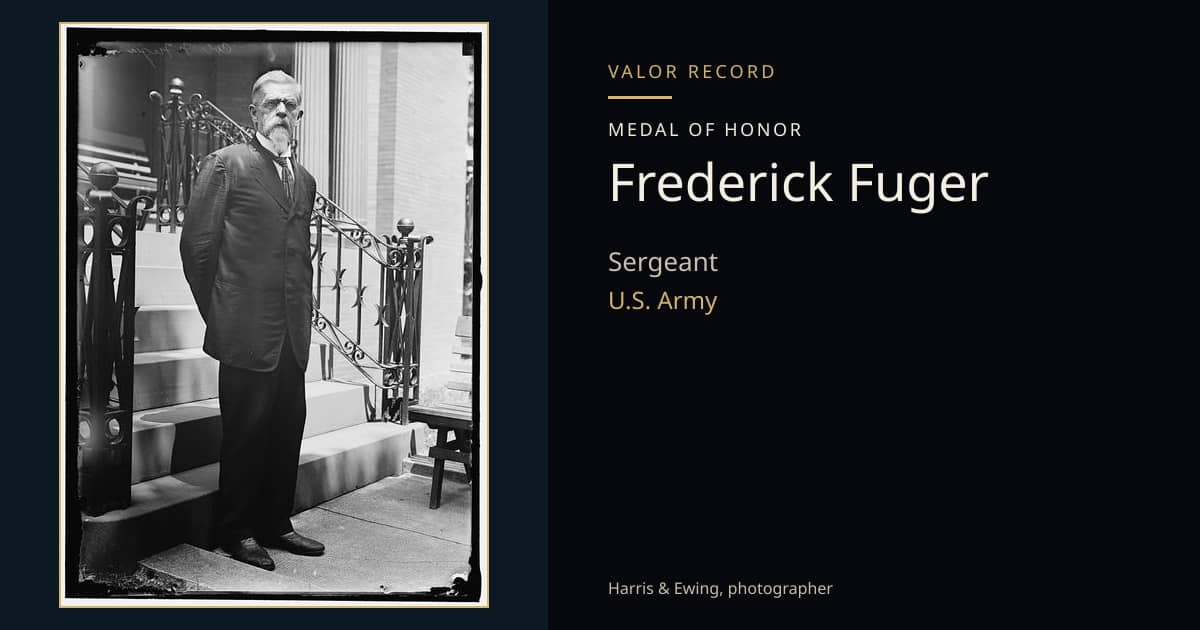 VALOR RECORD
MEDAL OF HONOR
Frederick Fuger
Sergeant
U.S. Army
Harris & Ewing, photographer